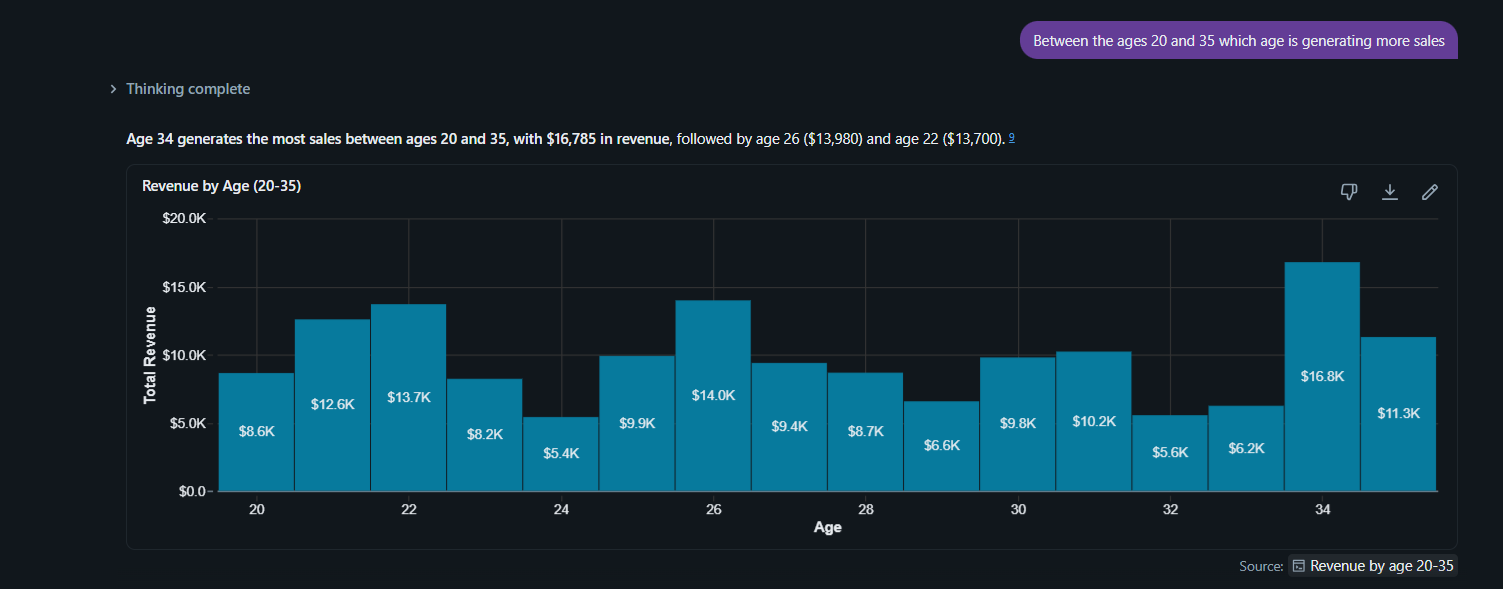 Between the ages 20 and 35 which age is generating more sales
Thinking complete
Age 34 generates the most sales between ages 20 and 35, with $16,785 in revenue, followed by age 26 ($13,980) and age 22 ($13,700). 9
Revenue by Age (20-35)
Total Revenue
$20.0K
$15.0K
$10.0K
$5.0K
$0.0
$8.6K
$12.6K
$13.7K
$8.2K
$5.4K
$9.9K
$14.0K
$9.4K
$8.7K
$6.6K
$9.8K
$10.2K
$5.6K
$6.2K
$16.8K
$11.3K
20 22 24 26 28 30 32 34
Age
Source: Revenue by age 20-35